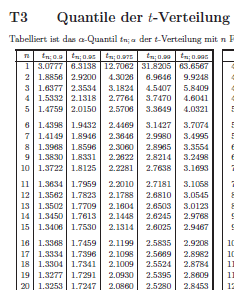 T3 Quantile der t-Verteilung
Tabelliert ist das α-Quantil tn;α der t-Verteilung mit n F
n tn;0.9 tn;0.95 tn;0.975 tn;0.99 tn;0.995
1 3.0777 6.3138 12.7062 31.8205 63.6567
2 1.8856 2.9200 4.3026 6.9646 9.9248
3 1.6377 2.3534 3.1824 4.5407 5.8409
4 1.5332 2.1318 2.7764 3.7470 4.6041
5 1.4759 2.0150 2.5706 3.3649 4.0321
6 1.4398 1.9432 2.4469 3.1427 3.7074
7 1.4149 1.8946 2.3646 2.9980 3.4995
8 1.3968 1.8595 2.3060 2.8965 3.3554
9 1.3830 1.8331 2.2622 2.8214 3.2498
10 1.3722 1.8125 2.2281 2.7638 3.1693
11 1.3634 1.7959 2.2010 2.7181 3.1058
12 1.3562 1.7823 2.1788 2.6810 3.0545
13 1.3502 1.7709 2.1604 2.6503 3.0123
14 1.3450 1.7613 2.1448 2.6245 2.9768
15 1.3406 1.7530 2.1314 2.6025 2.9467
16 1.3368 1.7459 2.1199 2.5835 2.9208
17 1.3334 1.7396 2.1098 2.5669 2.8982
18 1.3304 1.7341 2.1009 2.5524 2.8784
19 1.3277 1.7291 2.0930 2.5395 2.8609
20 1.3253 1.7247 2.0860 2.5280 2.8453